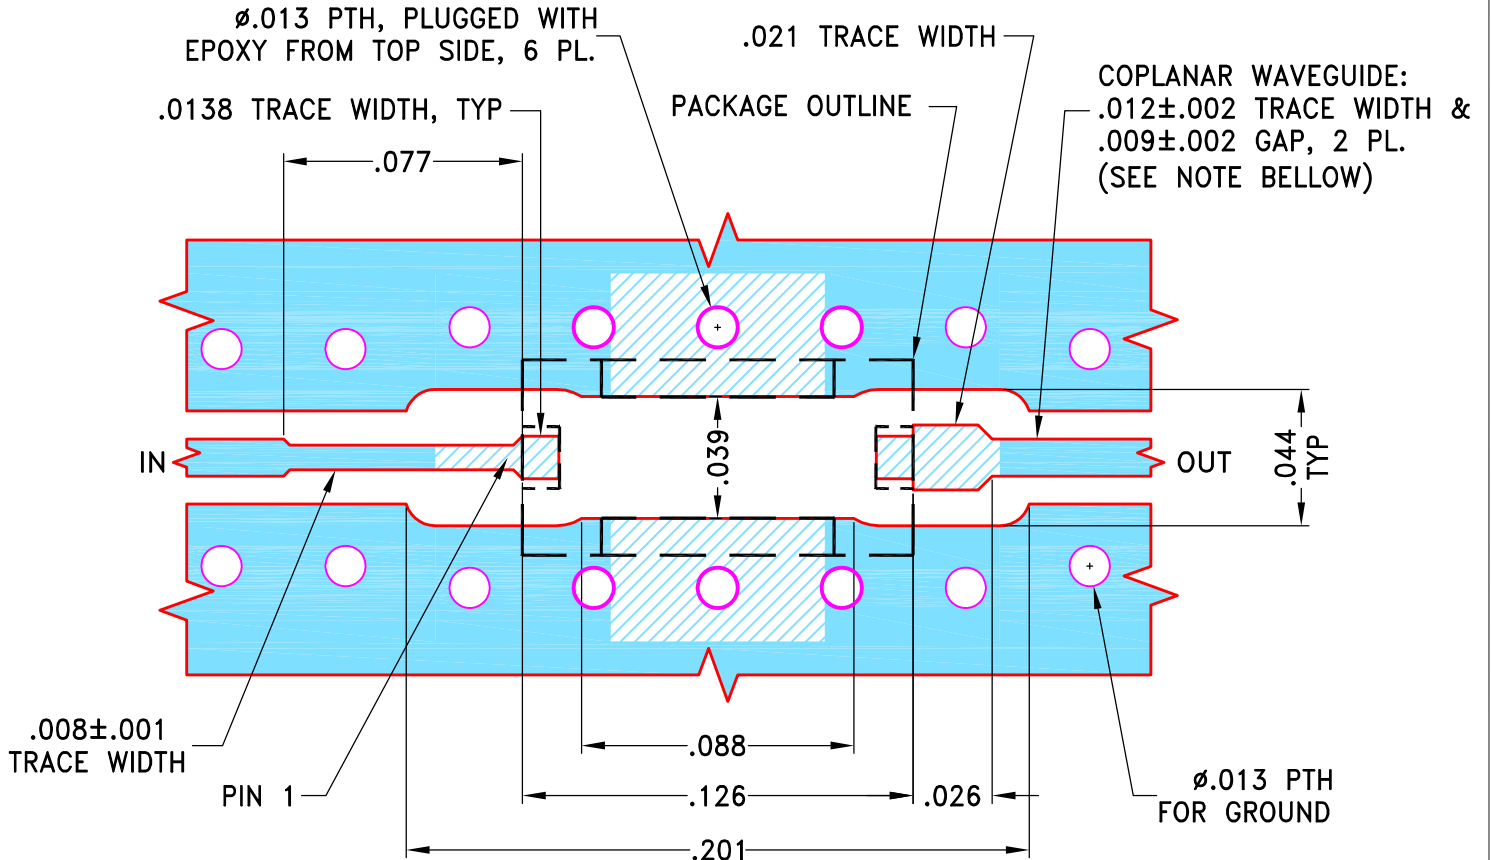 ø.013 PTH, PLUGGED WITH
EPOXY FROM TOP SIDE, 6 PL.
.021 TRACE WIDTH
COPLANAR WAVEGUIDE:
.012±.002 TRACE WIDTH &
.009±.002 GAP, 2 PL.
(SEE NOTE BELLOW)
.0138 TRACE WIDTH, TYP
PACKAGE OUTLINE
.077
IN
.039
OUT
.044
TYP
.008±.001
TRACE WIDTH
PIN 1
.088
.126
.026
ø.013 PTH
FOR GROUND
.201